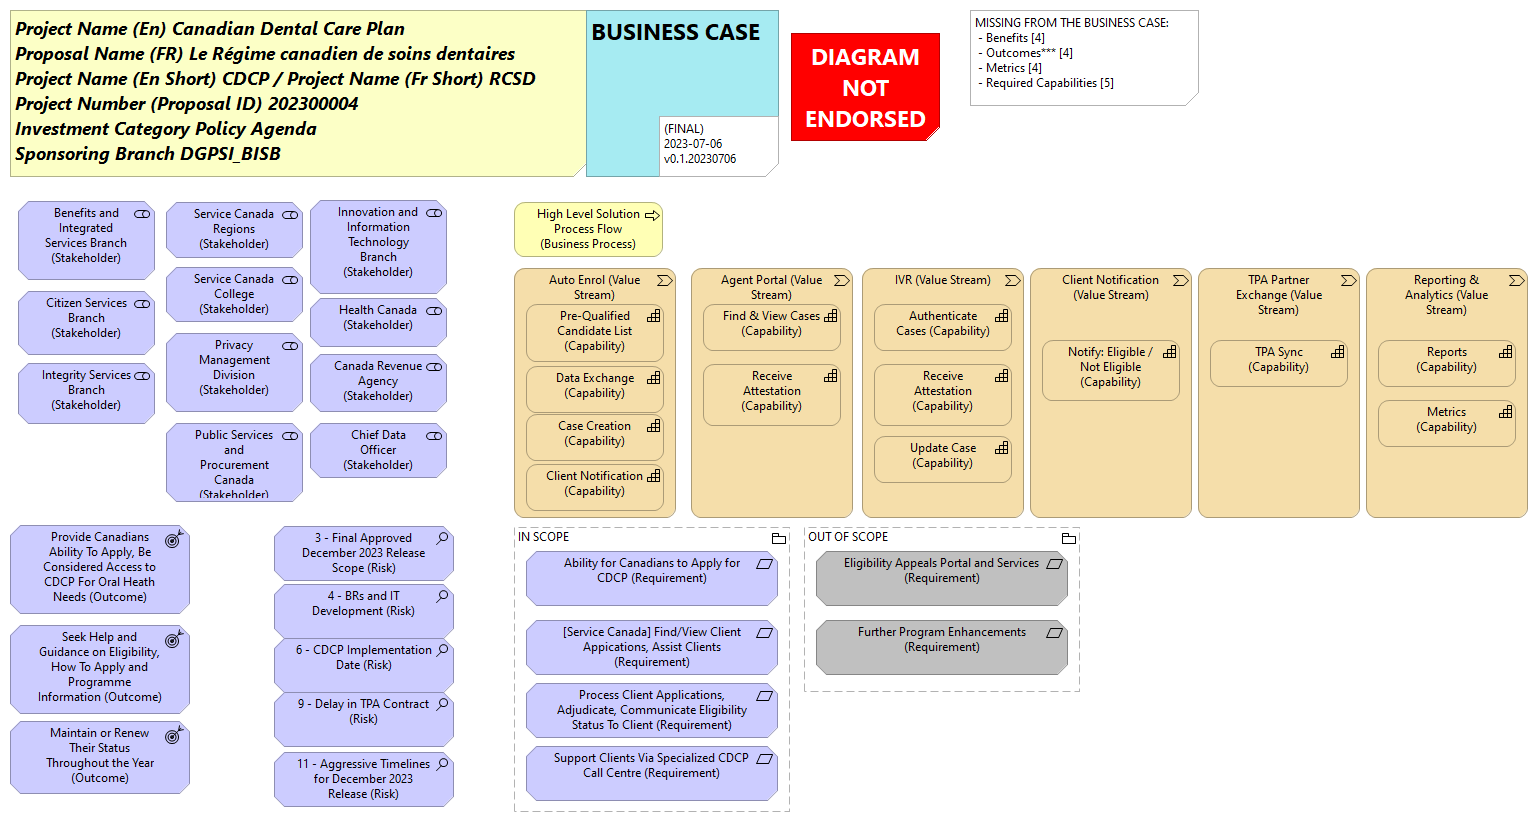 Project Name (En) Canadian Dental Care Plan
Proposal Name (FR) Le Régime canadien de soins dentaires
Project Name (En Short) CDCP / Project Name (Fr Short) RCSD
Project Number (Proposal ID) 202300004
Investment Category Policy Agenda
Sponsoring Branch DGPSI_BISB
BUSINESS CASE
(FINAL)
2023-07-06
v0.1.20230706
DIAGRAM
NOT
ENDORSED
MISSING FROM THE BUSINESS CASE:
- Benefits [4]
- Outcomes*** [4]
- Metrics [4]
- Required Capabilities [5]
Benefits and
Integrated
Services Branch
(Stakeholder)
Citizen Services
Branch
(Stakeholder)
Integrity Services
Branch
(Stakeholder)
Service Canada
Regions
(Stakeholder)
Service Canada
College
(Stakeholder)
Privacy
Management
Division
(Stakeholder)
Public Services
and
Procurement
Canada
(Stakeholder)
Innovation and
Information
Technology
Branch
(Stakeholder)
Health Canada
(Stakeholder)
Canada Revenue
Agency
(Stakeholder)
Chief Data
Officer
(Stakeholder)
High Level Solution
Process Flow
(Business Process)
Auto Enrol (Value
Stream)
Pre-Qualified
Candidate List
(Capability)
Data Exchange
(Capability)
Case Creation
(Capability)
Client Notification
(Capability)
Agent Portal (Value
Stream)
Find & View Cases
(Capability)
Receive
Attestation
(Capability)
IVR (Value Stream)
Authenticate
Cases (Capability)
Receive
Attestation
(Capability)
Update Case
(Capability)
Client Notification
(Value Stream)
Notify: Eligible /
Not Eligible
(Capability)
TPA Partner
Exchange (Value
Stream)
TPA Sync
(Capability)
Reporting &
Analytics (Value
Stream)
Reports
(Capability)
Metrics
(Capability)
Provide Canadians
Ability To Apply, Be
Considered Access to
CDCP For Oral Heath
Needs (Outcome)
Seek Help and
Guidance on Eligibility,
How To Apply and
Programme
Information (Outcome)
Maintain or Renew
Their Status
Throughout the Year
(Outcome)
3 - Final Approved
December 2023 Release
Scope (Risk)
4 - BRs and IT
Development (Risk)
6 - CDCP Implementation
Date (Risk)
9 - Delay in TPA Contract
(Risk)
11 - Aggressive Timelines
for December 2023
Release (Risk)
IN SCOPE
Ability for Canadians to Apply for
CDCP (Requirement)
[Service Canada] Find/View Client
Appications, Assist Clients
(Requirement)
Process Client Applications,
Adjudicate, Communicate Eligibility
Status To Client (Requirement)
Support Clients Via Specialized CDCP
Call Centre (Requirement)
OUT OF SCOPE
Eligibility Appeals Portal and Services
(Requirement)
Further Program Enhancements
(Requirement)